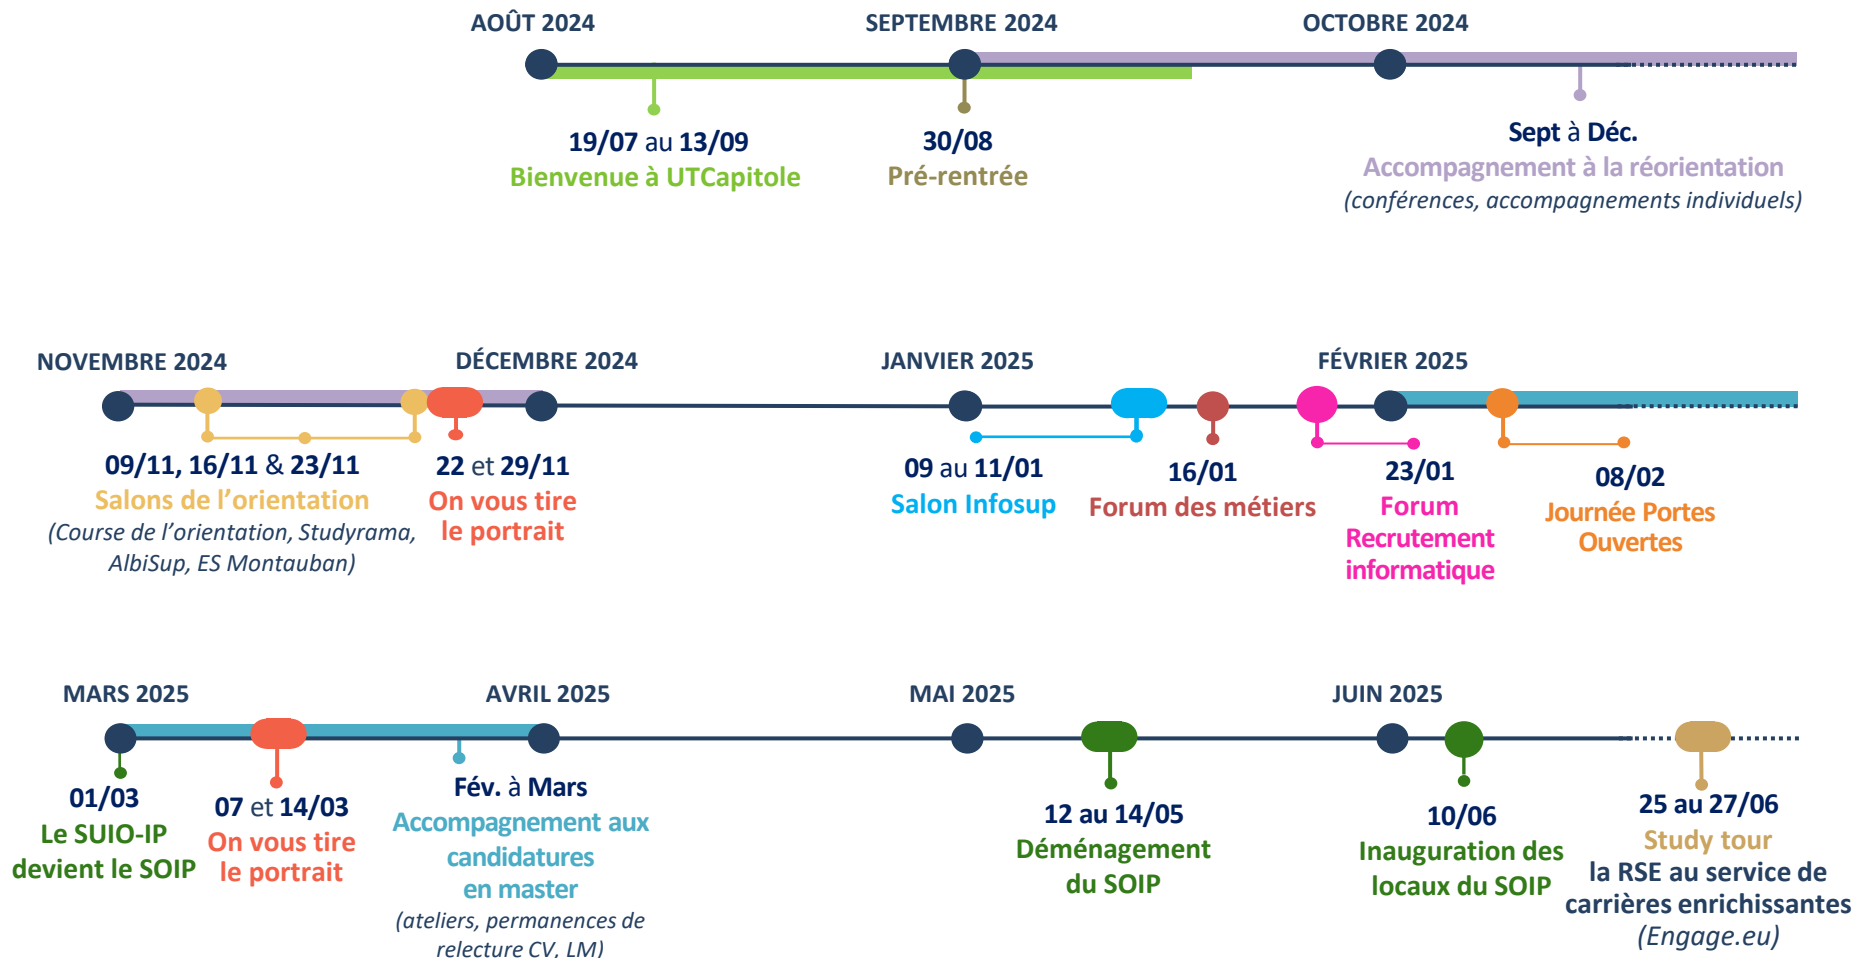 AOÛT 2024
SEPTEMBRE 2024
OCTOBRE 2024
19/07 au 13/09
Bienvenue à UTCapitole
30/08
Pré-rentrée
Sept à Déc.
Accompagnement à la réorientation
(conférences, accompagnements individuels)
NOVEMBRE 2024
DÉCEMBRE 2024
JANVIER 2025
FÉVRIER 2025
09/11, 16/11 & 23/11
Salons de l’orientation
(Course de l’orientation, Studyrama,
AlbiSup, ES Montauban)
22 et 29/11
On vous tire
le portrait
09 au 11/01
Salon Infosup
16/01
Forum des métiers
23/01
Forum
Recrutement
informatique
08/02
Journée Portes
Ouvertes
MARS 2025
AVRIL 2025
MAI 2025
JUIN 2025
01/03
Le SUIO-IP
devient le SOIP
07 et 14/03
On vous tire
le portrait
Fév. à Mars
Accompagnement aux
candidatures
en master
(ateliers, permanences de
relecture CV, LM)
12 au 14/05
Déménagement
du SOIP
10/06
Inauguration des
locaux du SOIP
25 au 27/06
Study tour
la RSE au service de
carrières enrichissantes
(Engage.eu)